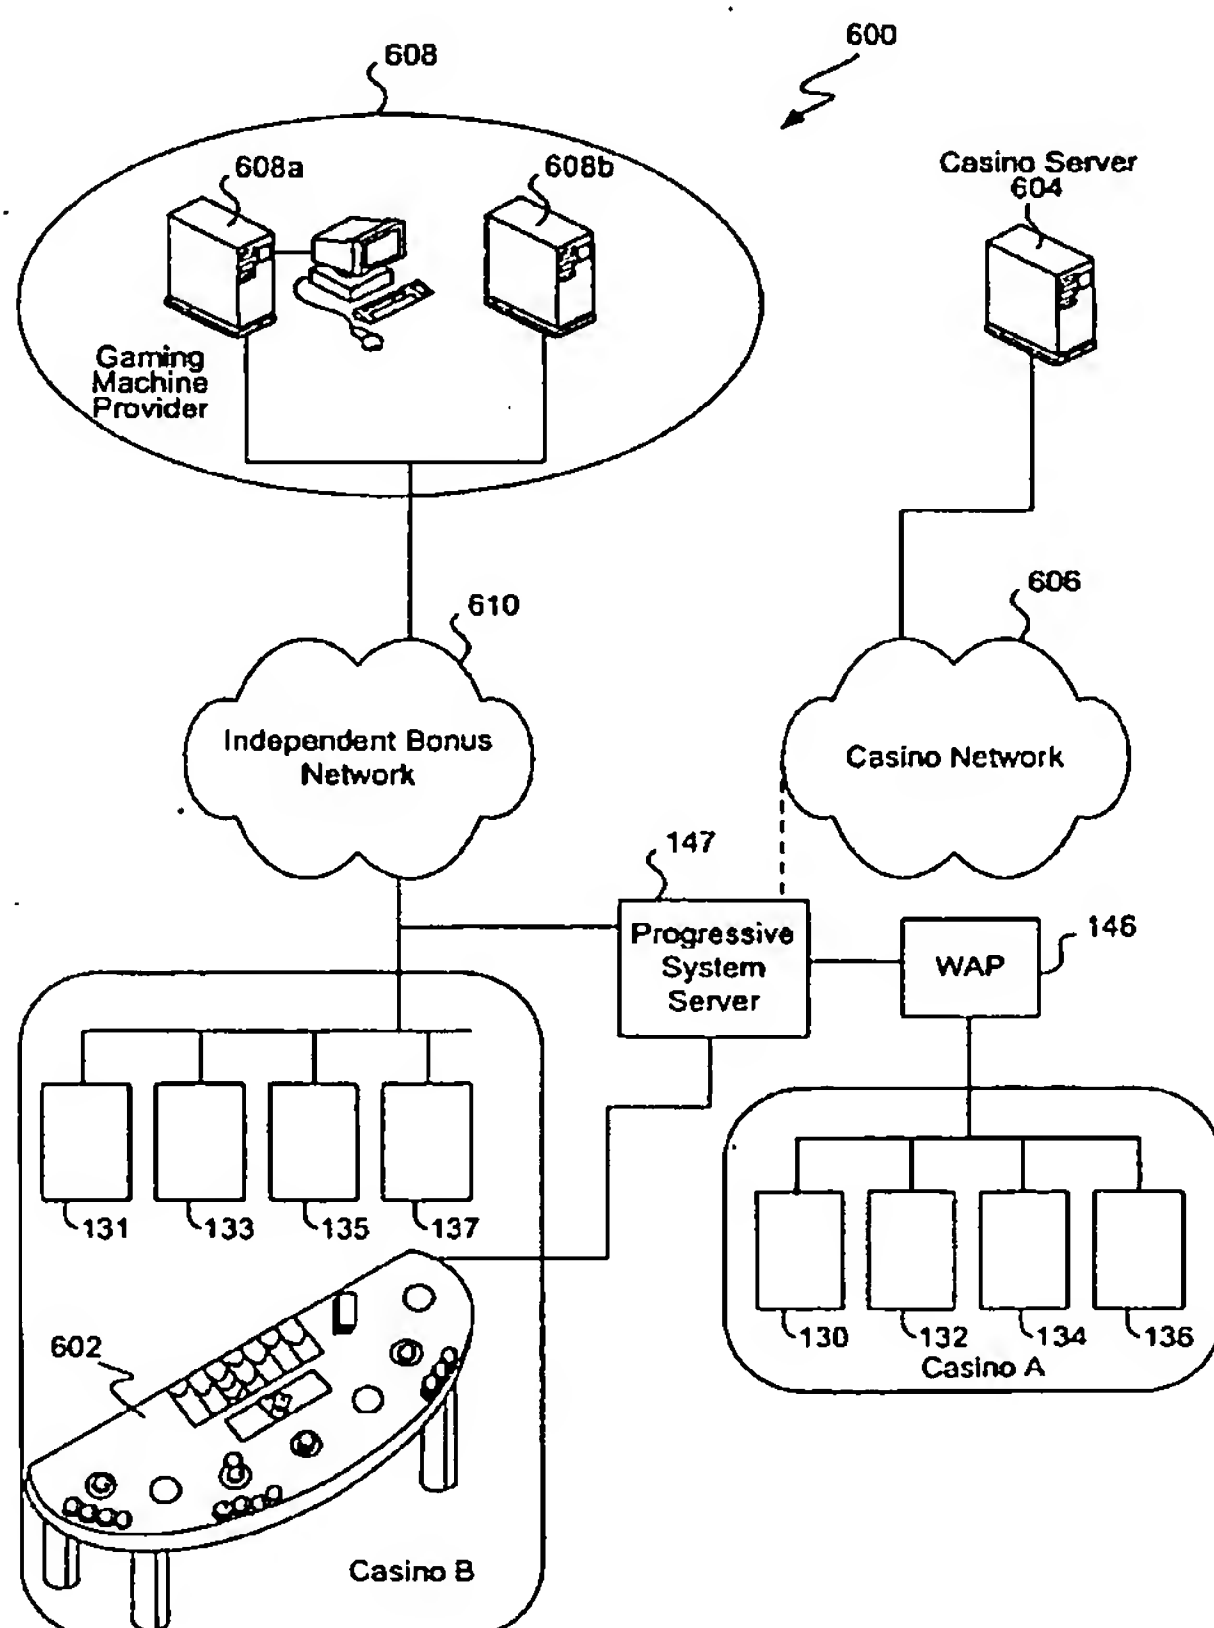 600
608
608a
608b
Casino Server
604
Gaming
Machine
Provider
610
606
Independent Bonus
Network
Casino Network
147
Progressive
System
Server
WAP
146
131
133
135
137
130
132
134
136
Casino A
602
Casino B